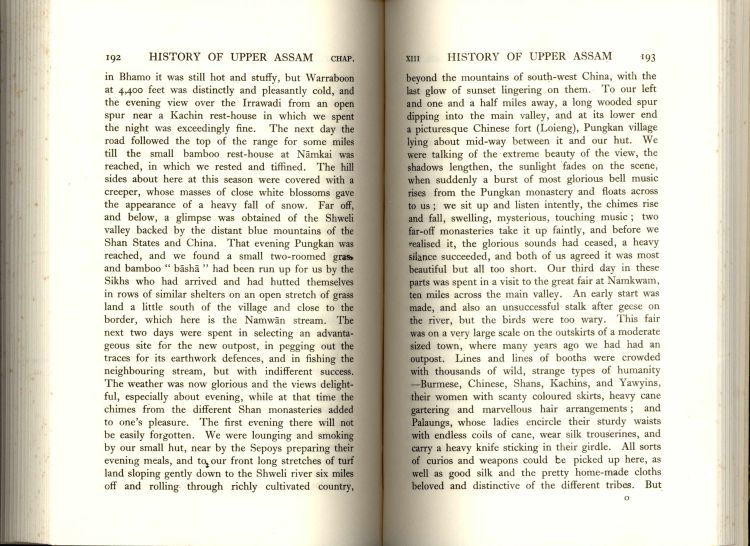 192 HISTORY OF UPPER ASSAM CHAP.
in Bhamo it was still hot and stuffy, but Warraboon
at 4,400 feet was distinctly and pleasantly cold, and
the evening view over the Irrawadi from an open
spur near a Kachin rest-house in which we spent
the night was exceedingly fine. The next day the
road followed the top of the range for some miles
till the small bamboo rest-house at Nāmkai was
reached, in which we rested and tiffined. The hill
sides about here at this season were covered with a
creeper, whose masses of close white blossoms gave
the appearance of a heavy fall of snow. Far off,
and below, a glimpse was obtained of the Shweli
valley backed by the distant blue mountains of the
Shan States and China. That evening Pungkan was
reached, and we found a small two-roomed grass
and bamboo “ bāshā ” had been run up for us by the
Sikhs who had arrived and had hutted themselves
in rows of similar shelters on an open stretch of grass
land a little south of the village and close to the
border, which here is the Namwān stream. The
next two days were spent in selecting an advanta-
geous site for the new outpost, in pegging out the
traces for its earthwork defences, and in fishing the
neighbouring stream, but with indifferent success.
The weather was now glorious and the views delight-
ful, especially about evening, while at that time the
chimes from the different Shan monasteries added
to one's pleasure. The first evening there will not
be easily forgotten. We were lounging and smoking
by our small hut, near by the Sepoys preparing their
evening meals, and to our front long stretches of turf
land sloping gently down to the Shweli river six miles
off and rolling through richly cultivated country,
XIII HISTORY OF UPPER ASSAM 193
beyond the mountains of south-west China, with the
last glow of sunset lingering on them. To our left
and one and a half miles away, a long wooded spur
dipping into the main valley, and at its lower end
a picturesque Chinese fort (Loieng), Pungkan village
lying about mid-way between it and our hut. We
were talking of the extreme beauty of the view, the
shadows lengthen, the sunlight fades on the scene,
when suddenly a burst of most glorious bell music
rises from the Pungkan monastery and floats across
to us ; we sit up and listen intently, the chimes rise
and fall, swelling, mysterious, touching music ; two
far-off monasteries take it up faintly, and before we
realised it, the glorious sounds had ceased, a heavy
silance succeeded, and both of us agreed it was most
beautiful but all too short. Our third day in these
parts was spent in a visit to the great fair at Namkwam,
ten miles across the main valley. An early start was
made, and also an unsuccessful stalk after geese on
the river, but the birds were too wary. This fair
was on a very large scale on the outskirts of a moderate
sized town, where many years ago we had had an
outpost. Lines and lines of booths were crowded
with thousands of wild, strange types of humanity
—Burmese, Chinese, Shans, Kachins, and Yawyins,
their women with scanty coloured skirts, heavy cane
gartering and marvellous hair arrangements ; and
Palaungs, whose ladies encircle their sturdy waists
with endless coils of cane, wear silk trouserines, and
carry a heavy knife sticking in their girdle. All sorts
of curios and weapons could be picked up here, as
well as good silk and the pretty home-made cloths
beloved and distinctive of the different tribes. But
O